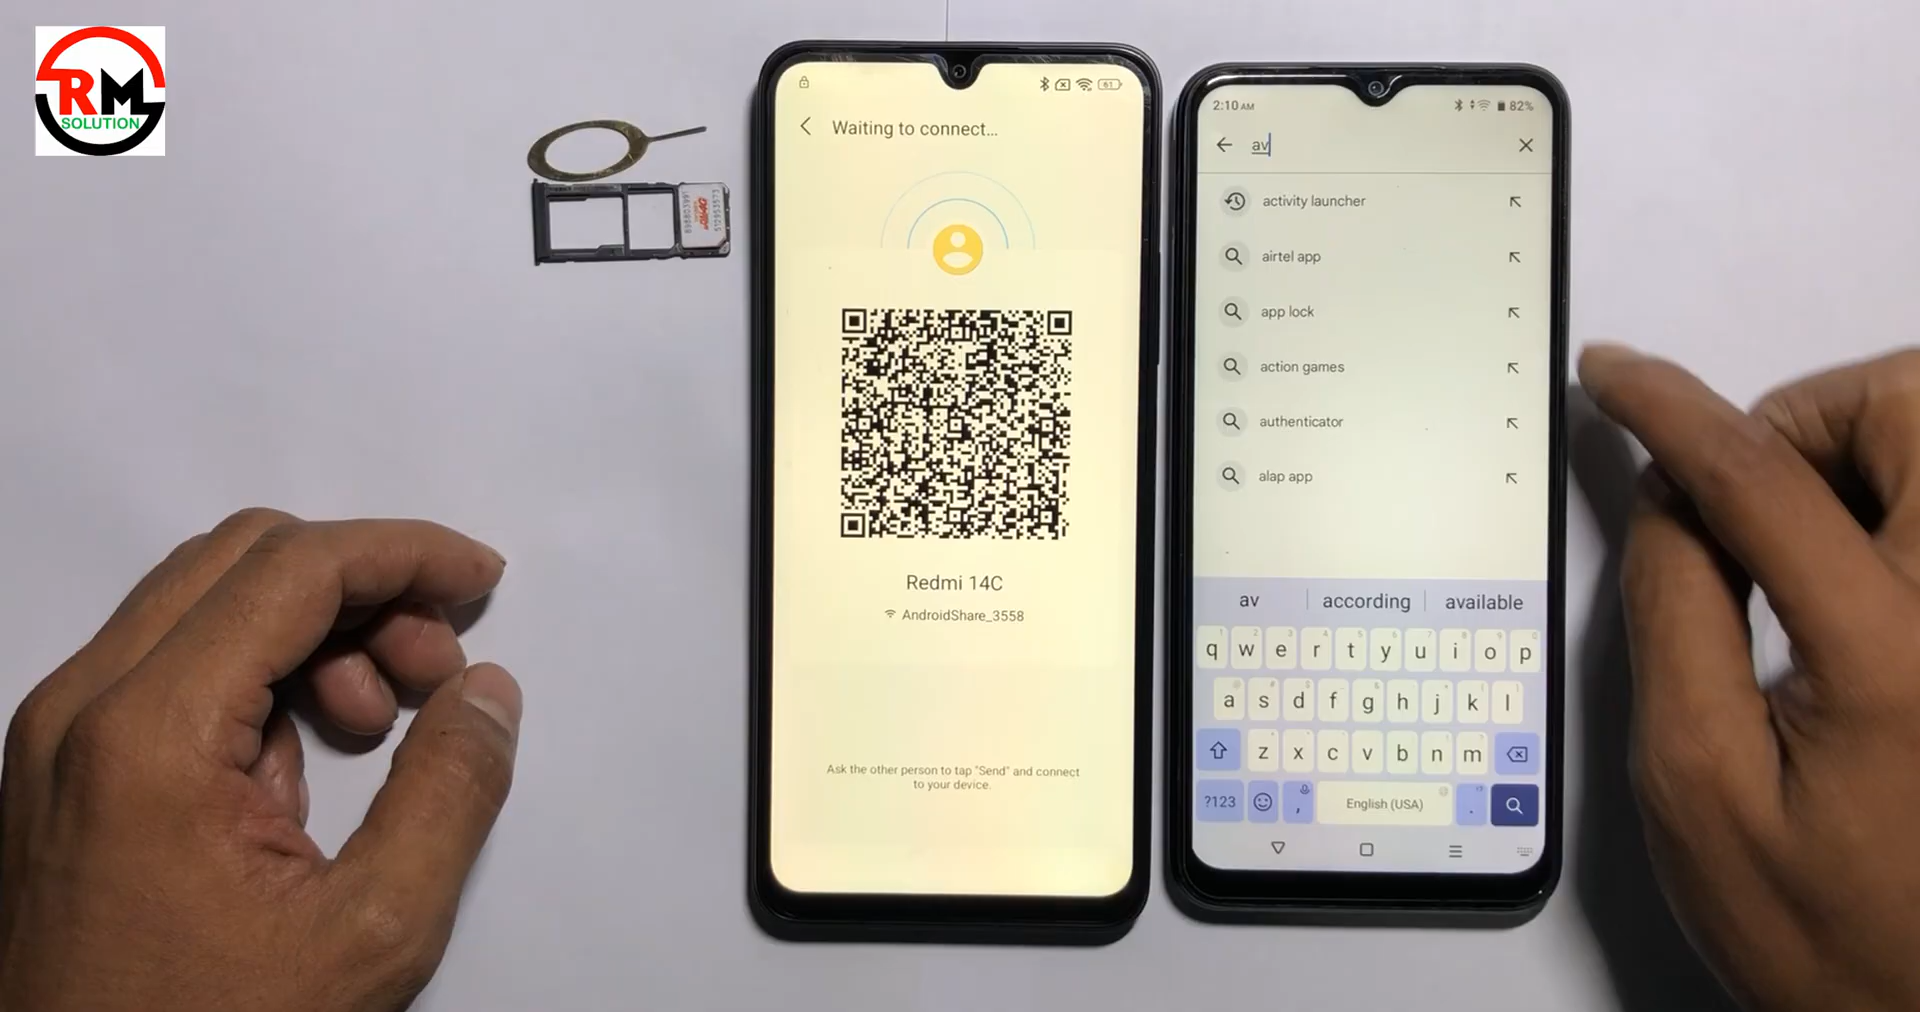 RM
SOLUTION
61
Waiting to connect...
Redmi 14C
AndroidShare_3558
Ask the other person to tap "Send" and connect
to your device.
2:10 AM
82%
av
activity launcher
airtel app
app lock
action games
authenticator
alap app
av according available
q w e r t y u i o p
a s d f g h j k l
z x c v b n m
?123 , English (USA) .